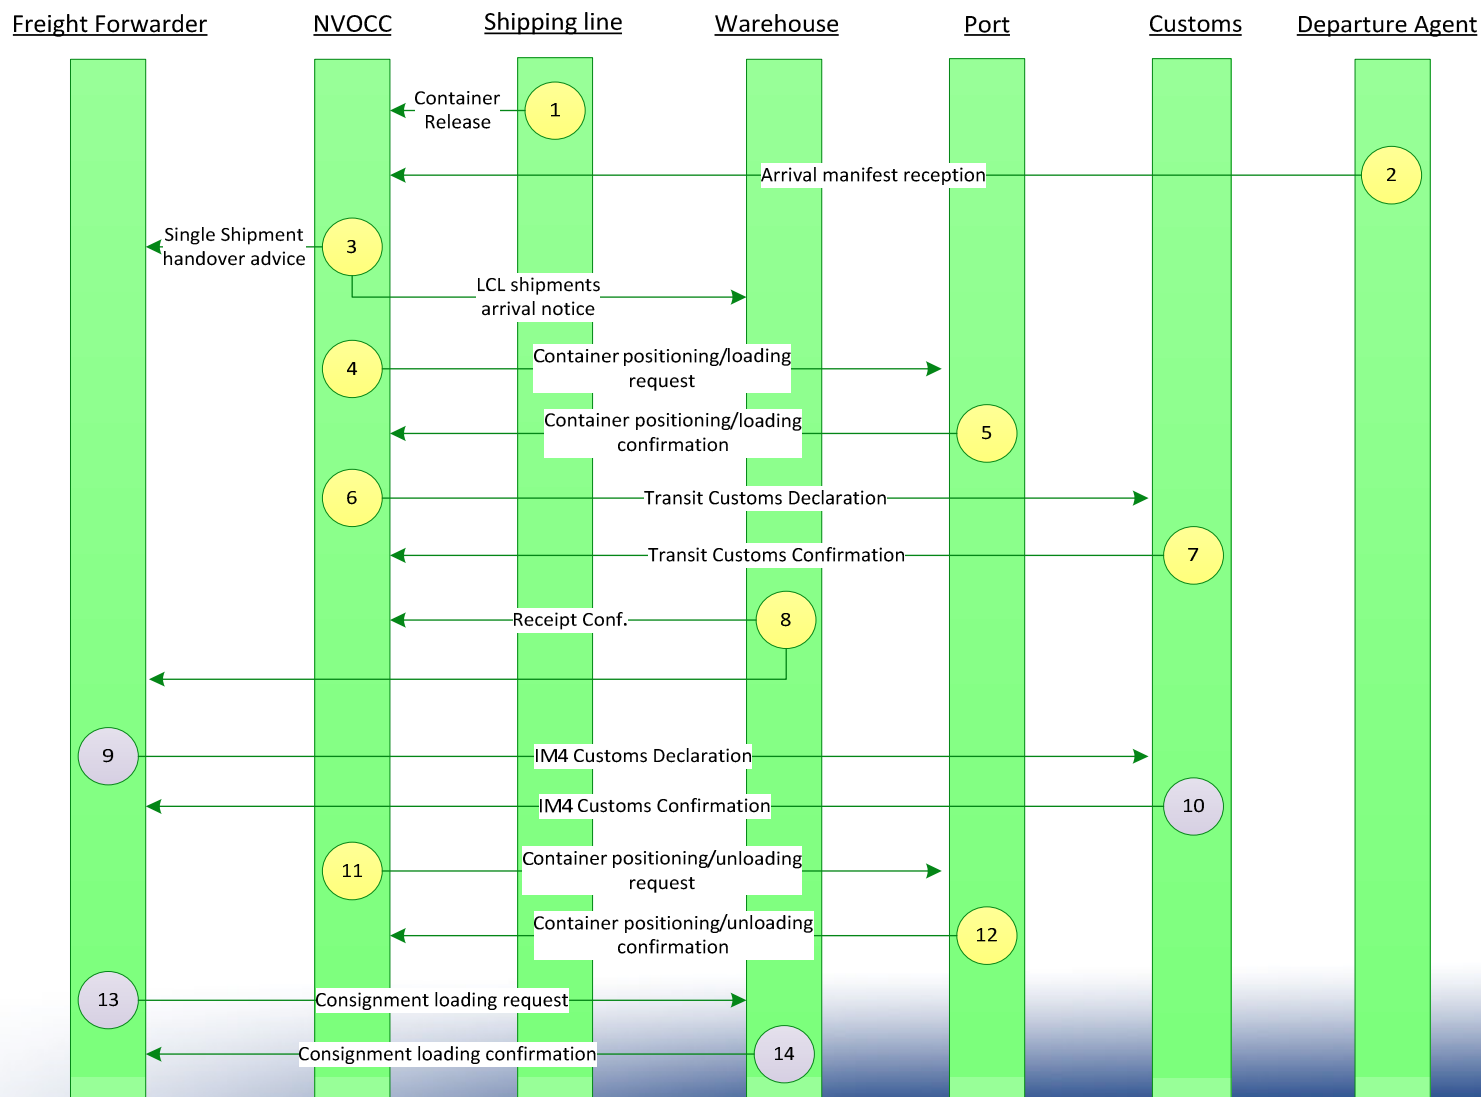 Freight Forwarder
NVOCC
Shipping line
Warehouse
Port
Customs
Departure Agent
Container
Release
1
Arrival manifest reception
2
Single Shipment
handover advice
3
LCL shipments
arrival notice
4
Container positioning/loading
request
Container positioning/loading
confirmation
5
6
Transit Customs Declaration
Transit Customs Confirmation
7
Receipt Conf.
8
9
IM4 Customs Declaration
IM4 Customs Confirmation
10
11
Container positioning/unloading
request
Container positioning/unloading
confirmation
12
13
Consignment loading request
Consignment loading confirmation
14